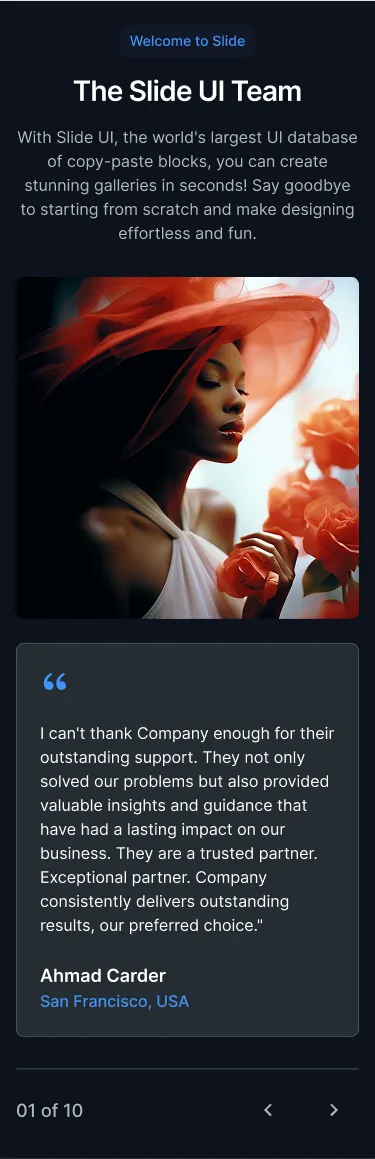 Welcome to Slide
The Slide UI Team
With Slide UI, the world's largest UI database
of copy-paste blocks, you can create
stunning galleries in seconds! Say goodbye
to starting from scratch and make designing
effortless and fun.
“
I can't thank Company enough for their
outstanding support. They not only
solved our problems but also provided
valuable insights and guidance that
have had a lasting impact on our
business. They are a trusted partner.
Exceptional partner. Company
consistently delivers outstanding
results, our preferred choice."
Ahmad Carder
San Francisco, USA
01 of 10